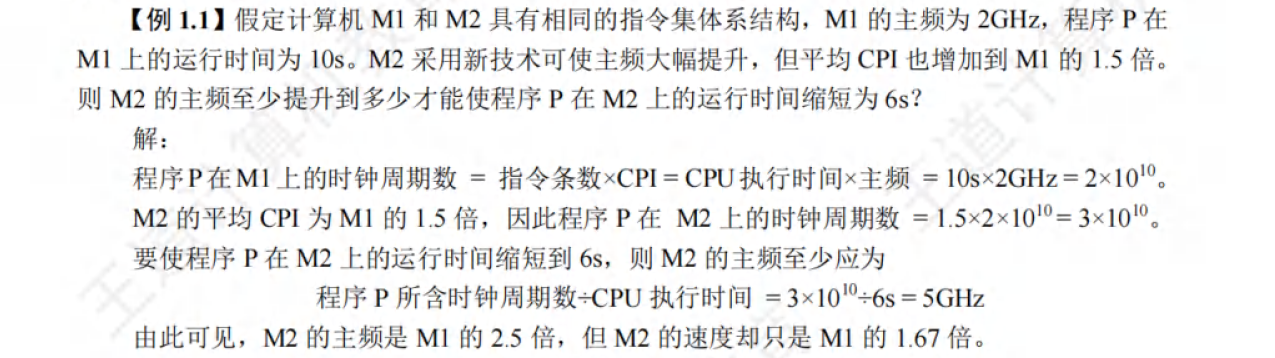 【例 1.1】假定计算机 M1 和 M2 具有相同的指令集体系结构，M1 的主频为 2GHz，程序 P 在
M1 上的运行时间为 10s。M2 采用新技术可使主频大幅提升，但平均 CPI 也增加到 M1 的 1.5 倍。
则 M2 的主频至少提升到多少才能使程序 P 在 M2 上的运行时间缩短为 6s？
解：
程序 P 在 M1 上的时钟周期数 = 指令条数×CPI = CPU 执行时间×主频 = 10s×2GHz = 2×10¹⁰。
M2 的平均 CPI 为 M1 的 1.5 倍，因此程序 P 在 M2 上的时钟周期数 = 1.5×2×10¹⁰ = 3×10¹⁰。
要使程序 P 在 M2 上的运行时间缩短到 6s，则 M2 的主频至少应为
程序 P 所含时钟周期数÷CPU 执行时间 = 3×10¹⁰÷6s = 5GHz
由此可见，M2 的主频是 M1 的 2.5 倍，但 M2 的速度却只是 M1 的 1.67 倍。